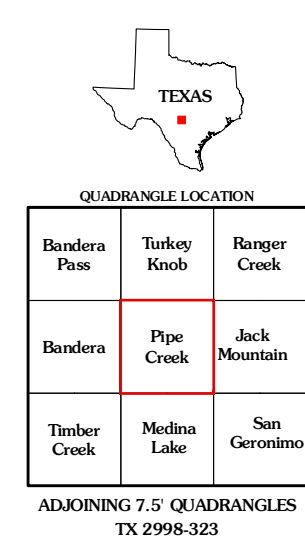 TEXAS
QUADRANGLE LOCATION
Bandera Pass
Turkey Knob
Ranger Creek
Bandera
Pipe Creek
Jack Mountain
Timber Creek
Medina Lake
San Geronimo
ADJOINING 7.5' QUADRANGLES
TX 2998-323